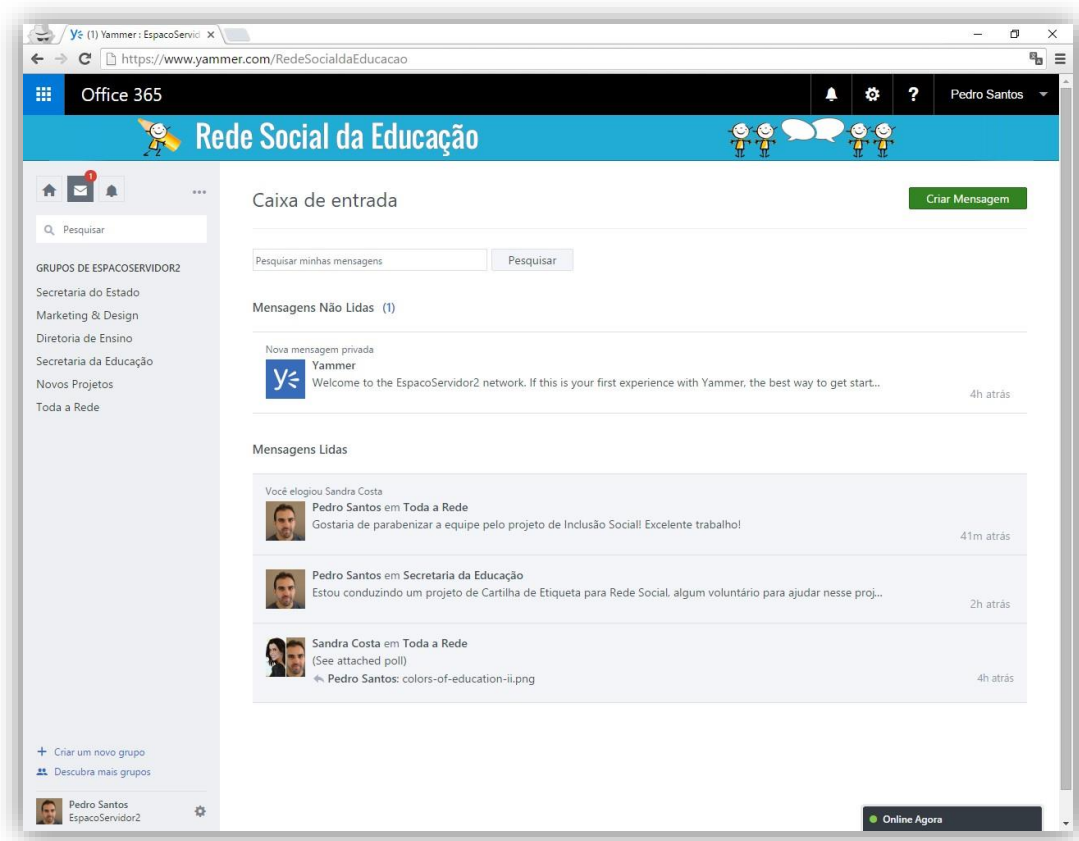 (1) Yammer : EspacoServid
https://www.yammer.com/RedeSocialdaEducacao
Office 365
?
Pedro Santos
Rede Social da Educação
1
Caixa de entrada
Criar Mensagem
Pesquisar
Pesquisar minhas mensagens
Pesquisar
GRUPOS DE ESPACOSERVIDOR2
Secretaria do Estado
Marketing & Design
Diretoria de Ensino
Secretaria da Educação
Novos Projetos
Toda a Rede
Mensagens Não Lidas (1)
Nova mensagem privada
Yammer
Welcome to the EspacoServidor2 network. If this is your first experience with Yammer, the best way to get start...
4h atrás
Mensagens Lidas
Você elogiou Sandra Costa
Pedro Santos em Toda a Rede
Gostaria de parabenizar a equipe pelo projeto de Inclusão Social! Excelente trabalho!
41m atrás
Pedro Santos em Secretaria da Educação
Estou conduzindo um projeto de Cartilha de Etiqueta para Rede Social, algum voluntário para ajudar nesse proj...
2h atrás
Sandra Costa em Toda a Rede
(See attached poll)
Pedro Santos: colors-of-education-ii.png
4h atrás
+ Criar um novo grupo
Descubra mais grupos
Pedro Santos
EspacoServidor2
Online Agora